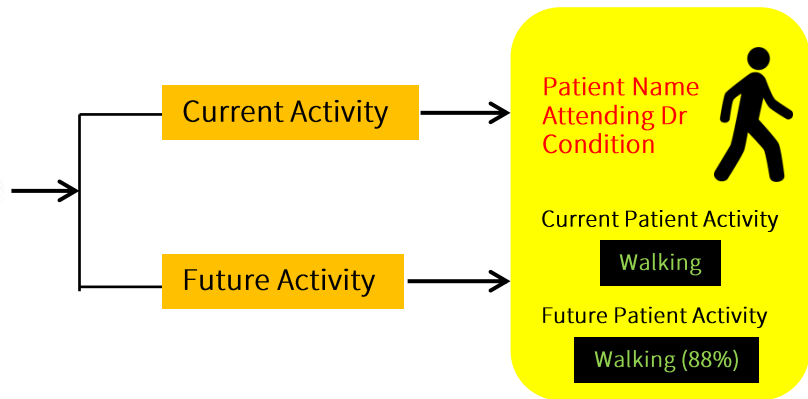 Current Activity
Future Activity
Patient Name
Attending Dr
Condition
Current Patient Activity
Walking
Future Patient Activity
Walking (88%)